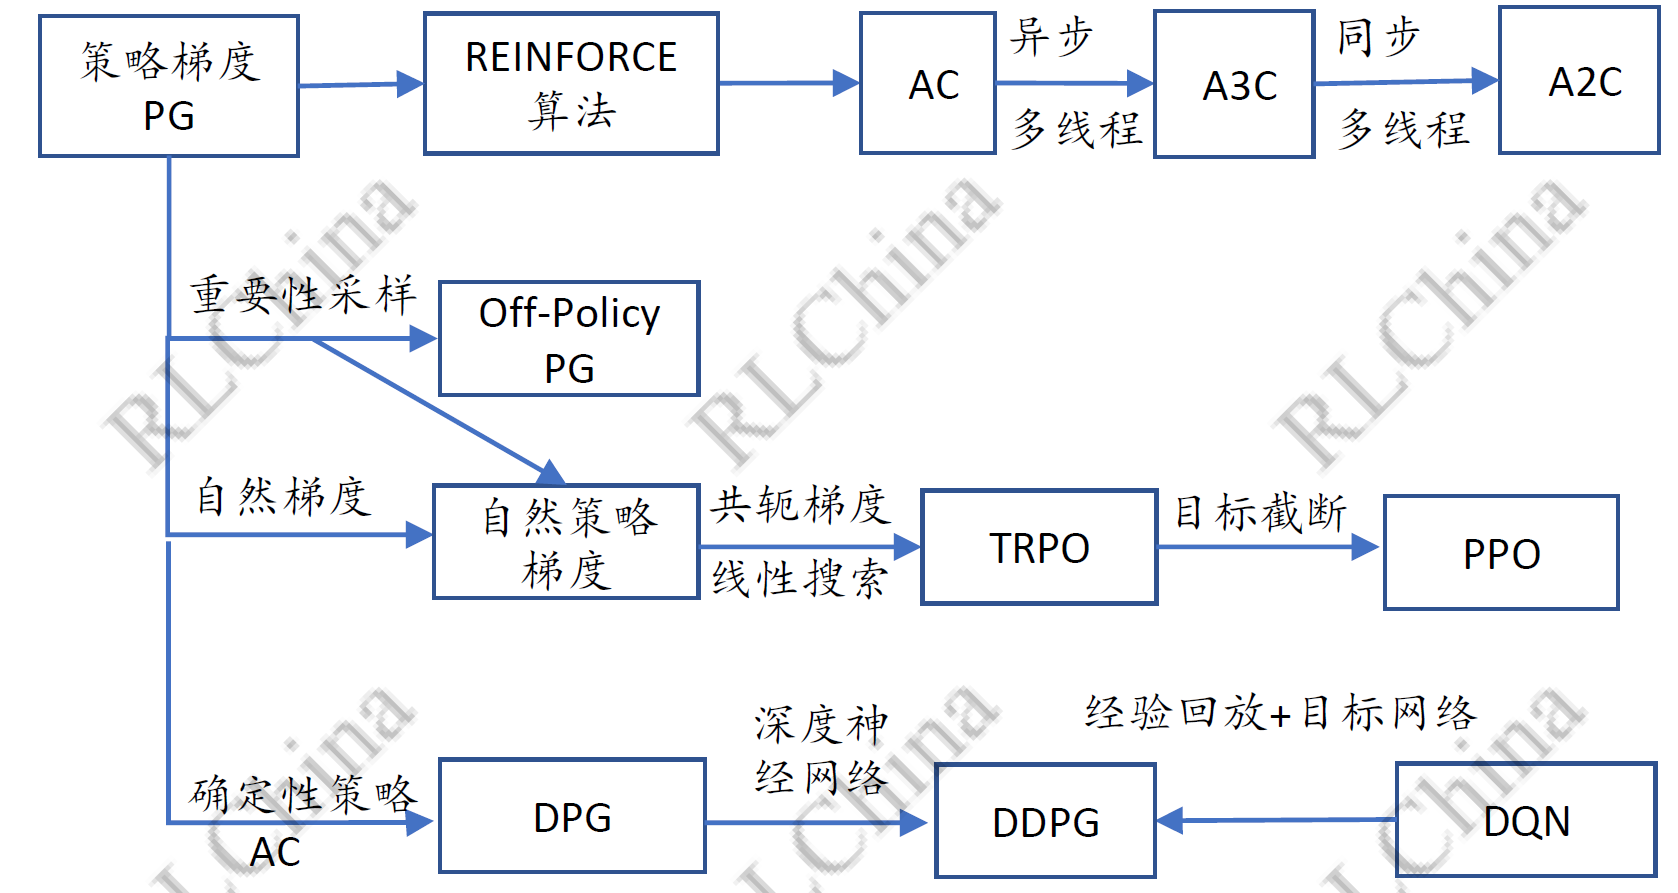 策略梯度
PG
REINFORCE
算法
AC
异步
多线程
A3C
同步
多线程
A2C
重要性采样
Off-Policy
PG
自然梯度
自然策略
梯度
共轭梯度
线性搜索
TRPO
目标截断
PPO
确定性策略
AC
DPG
深度神
经网络
DDPG
经验回放+目标网络
DQN
RLChina
RLChina
RLChina
RLChina
RLChina
RLChina